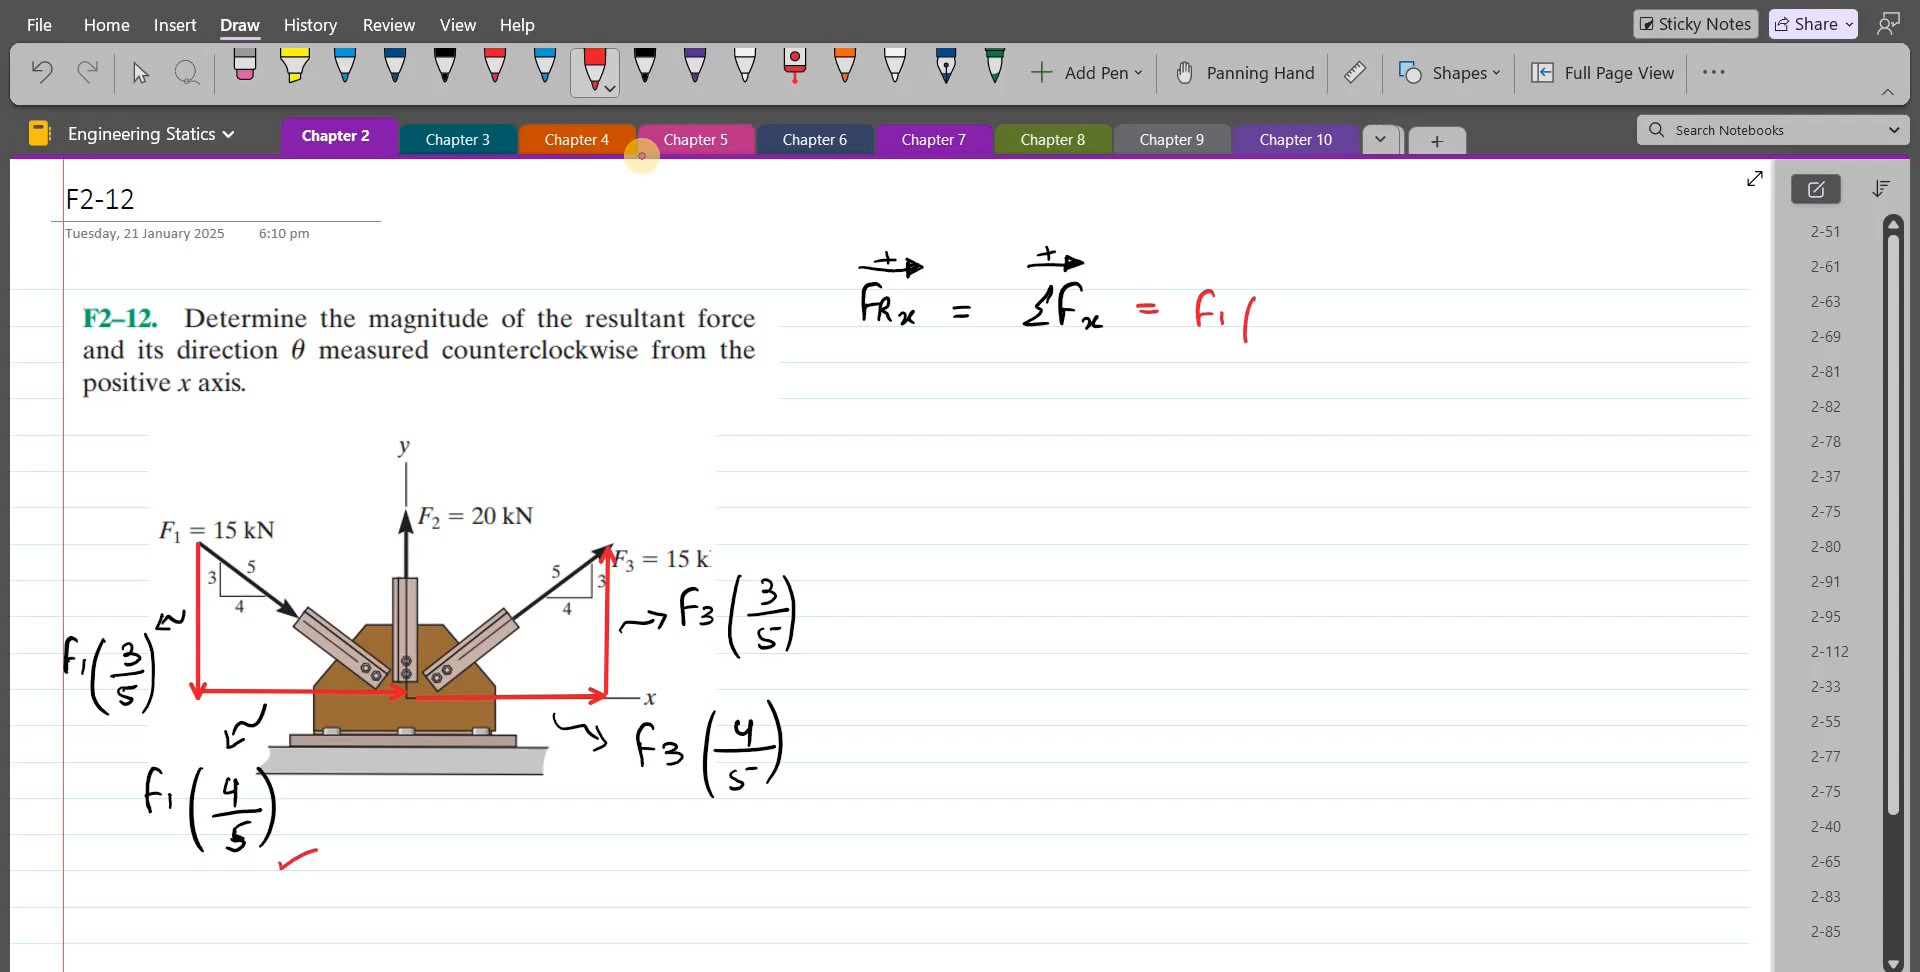 File Home Insert Draw History Review View Help Sticky Notes Share
Add Pen Panning Hand Shapes Full Page View
Engineering Statics Chapter 2 Chapter 3 Chapter 4 Chapter 5 Chapter 6 Chapter 7 Chapter 8 Chapter 9 Chapter 10 Search Notebooks
F2-12
Tuesday, 21 January 2025 6:10 pm
F2–12. Determine the magnitude of the resultant force
and its direction θ measured counterclockwise from the
positive x axis.
+ +
FRx = ΣFx = F1 (
y
F2 = 20 kN
F1 = 15 kN
F3 = 15 k
3 5 4
5 3 4
F3 (3/5)
F1 (3/5)
x
F3 (4/5)
F1 (4/5)
2-51
2-61
2-63
2-69
2-81
2-82
2-78
2-37
2-75
2-80
2-91
2-95
2-112
2-33
2-55
2-77
2-75
2-40
2-65
2-83
2-85